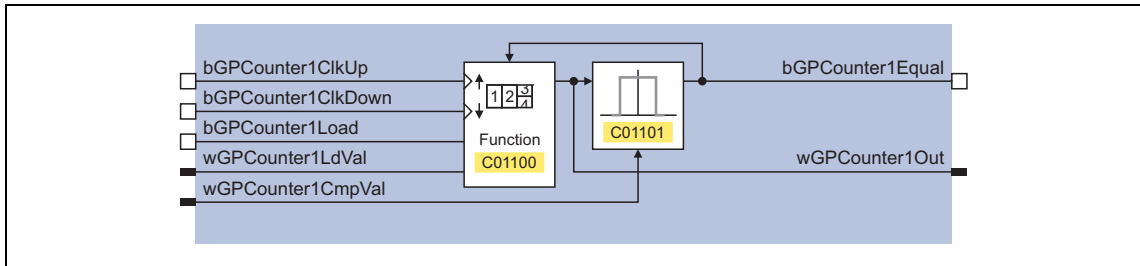 bGPCounter1ClkUp
bGPCounter1ClkDown
bGPCounter1Load
wGPCounter1LdVal
wGPCounter1CmpVal
1 2 3 4
Function
C01100
C01101
bGPCounter1Equal
wGPCounter1Out